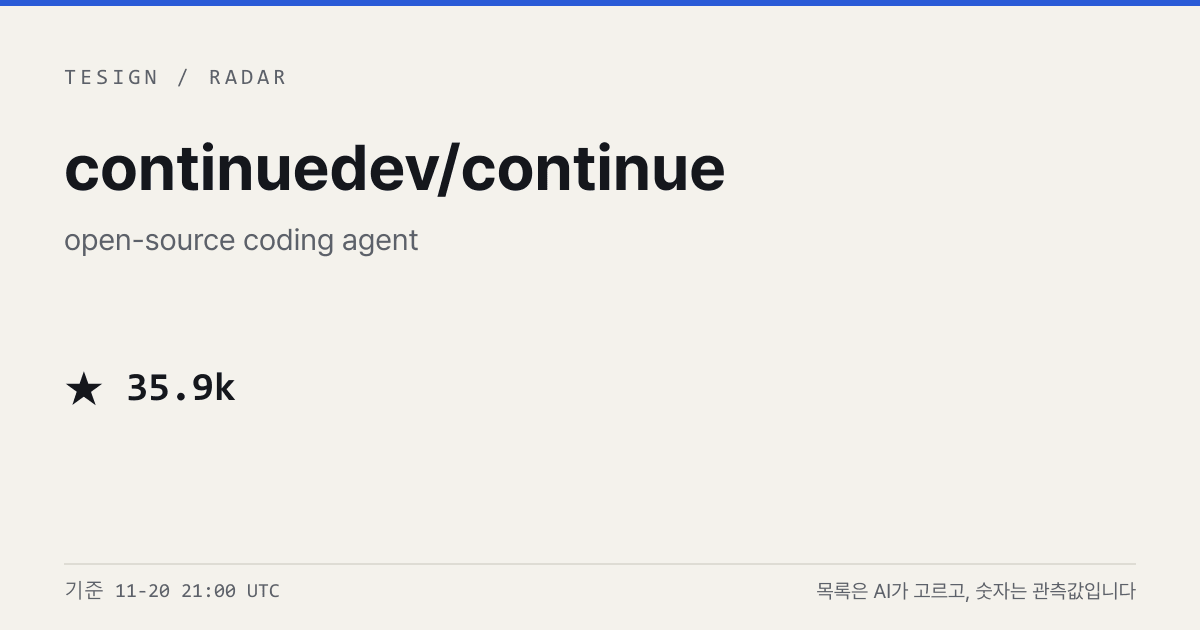 TESIGN / RADAR
continuedev/continue
open-source coding agent
★ 35.9k
기준 11-20 21:00 UTC
목록은 AI가 고르고, 숫자는 관측값입니다